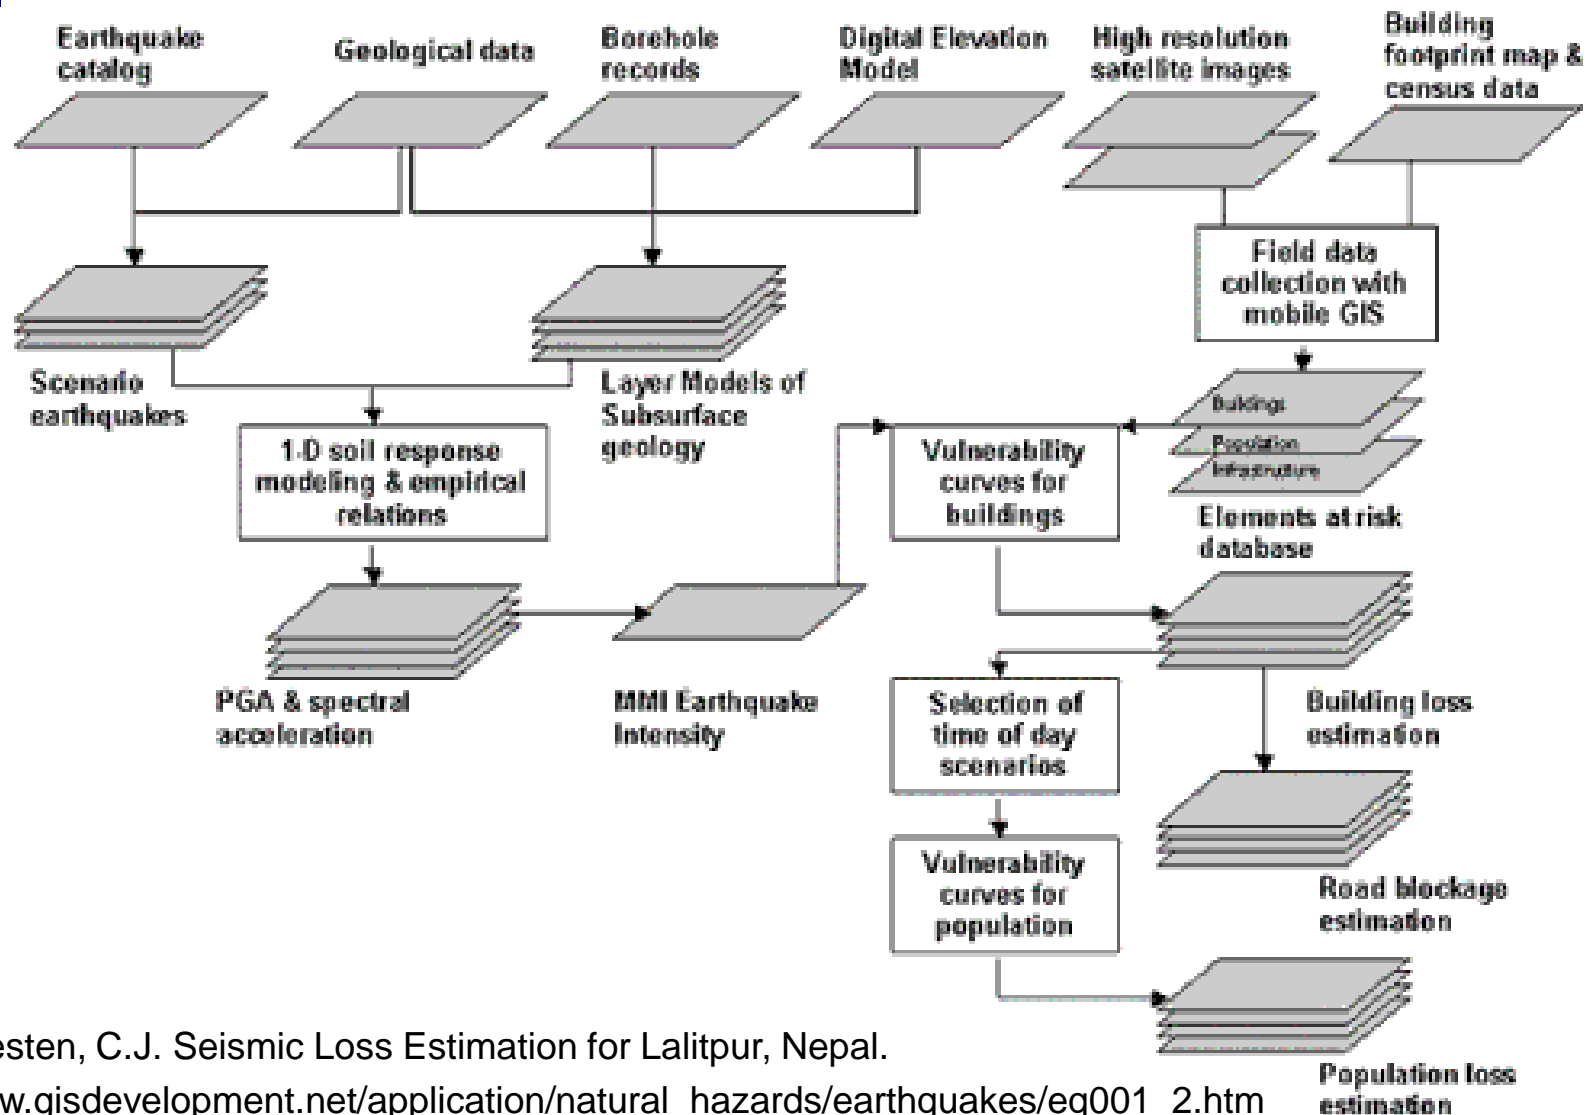 Earthquake
catalog
Geological data
Borehole
records
Digital Elevation
Model
High resolution
satellite images
Building
footprint map &
census data
Field data
collection with
mobile GIS
Scenario
earthquakes
Layer Models of
Subsurface
geology
Buildings
Population
Infrastructure
1-D soil response
modeling & empirical
relations
Vulnerability
curves for
buildings
Elements at risk
database
PGA & spectral
acceleration
MMI Earthquake
Intensity
Selection of
time of day
scenarios
Building loss
estimation
Vulnerability
curves for
population
Road blockage
estimation
esten, C.J. Seismic Loss Estimation for Lalitpur, Nepal.
w.gisdevelopment.net/application/natural_hazards/earthquakes/eq001_2.htm
Population loss
estimation